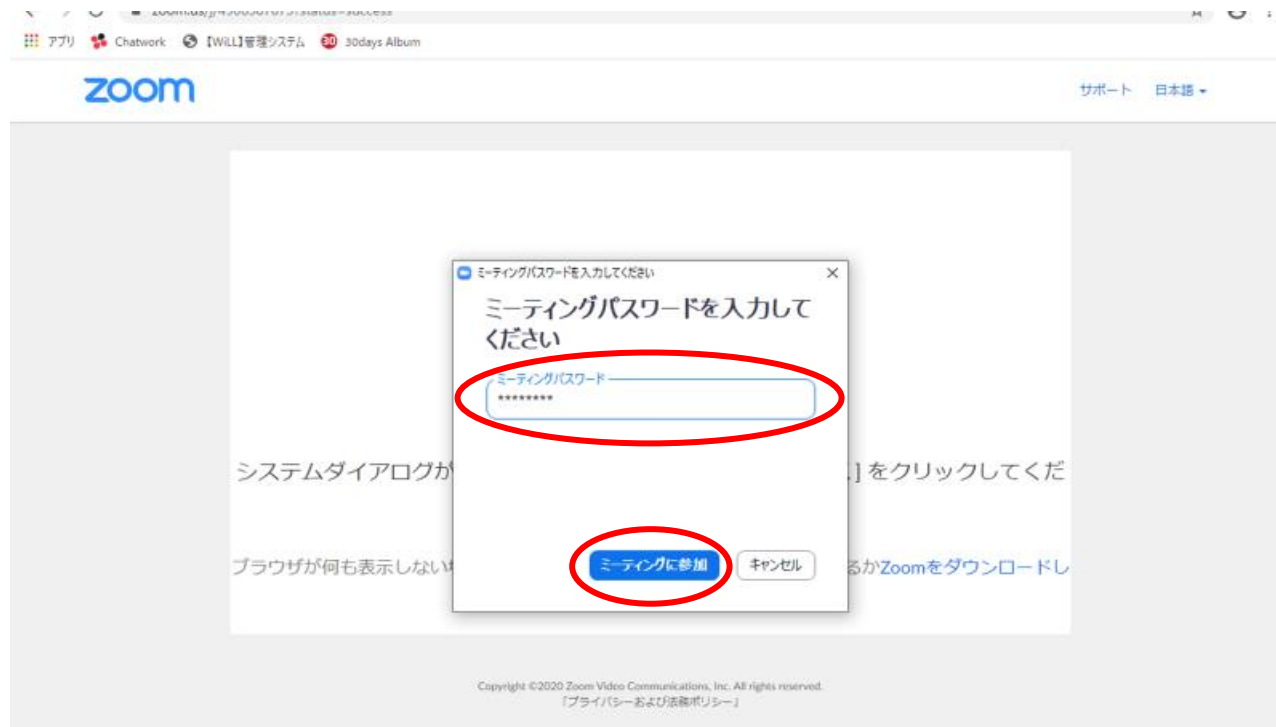 アプリ Chatwork 【WiLL】管理システム 30 30days Album
zoom サポート 日本語
ミーティングパスワードを入力してください
ミーティングパスワードを入力して
ください
ミーティングパスワード
********
システムダイアログが ] をクリックしてくだ
ミーティングに参加 キャンセル
ブラウザが何も表示しない るかZoomをダウンロードし
Copyright ©2020 Zoom Video Communications, Inc. All rights reserved.
「プライバシーおよび法務ポリシー」